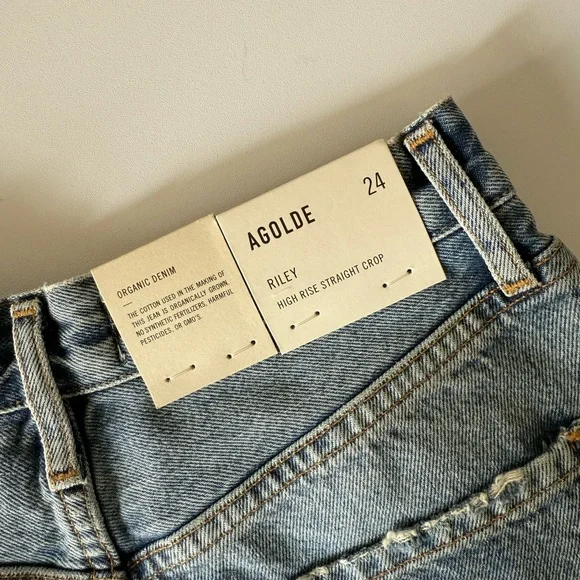 ORGANIC DENIM
THE COTTON USED IN THE MAKING OF
THIS JEAN IS ORGANICALLY GROWN.
NO SYNTHETIC FERTILIZERS, HARMFUL
PESTICIDES, OR GMO'S.
24
AGOLDE
RILEY
HIGH RISE STRAIGHT CROP